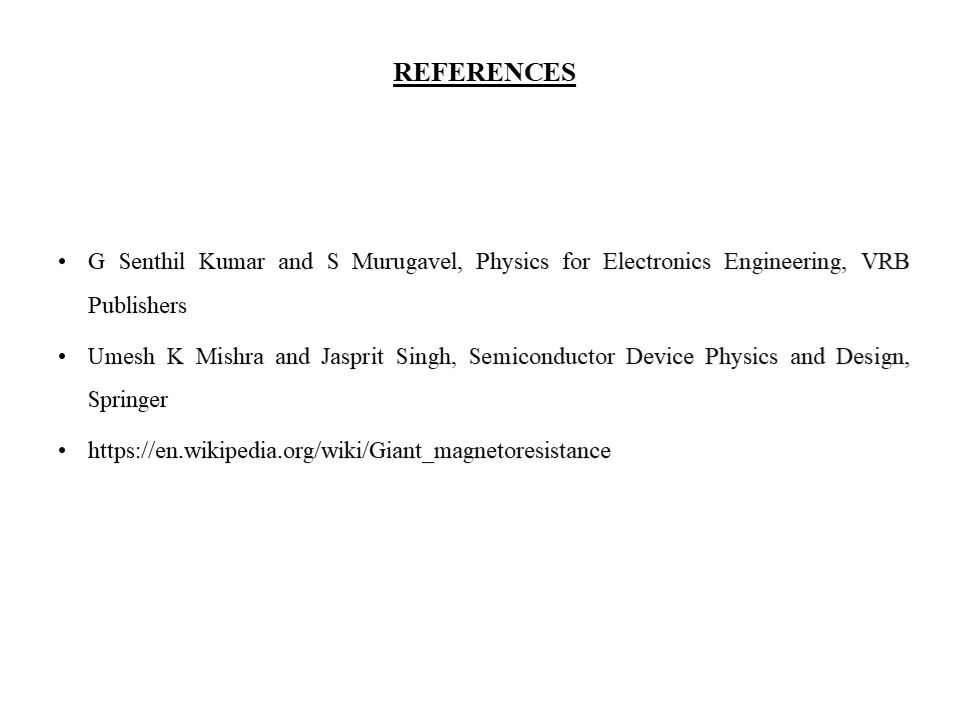 REFERENCES
• G Senthil Kumar and S Murugavel, Physics for Electronics Engineering, VRB
Publishers
• Umesh K Mishra and Jasprit Singh, Semiconductor Device Physics and Design,
Springer
• https://en.wikipedia.org/wiki/Giant_magnetoresistance